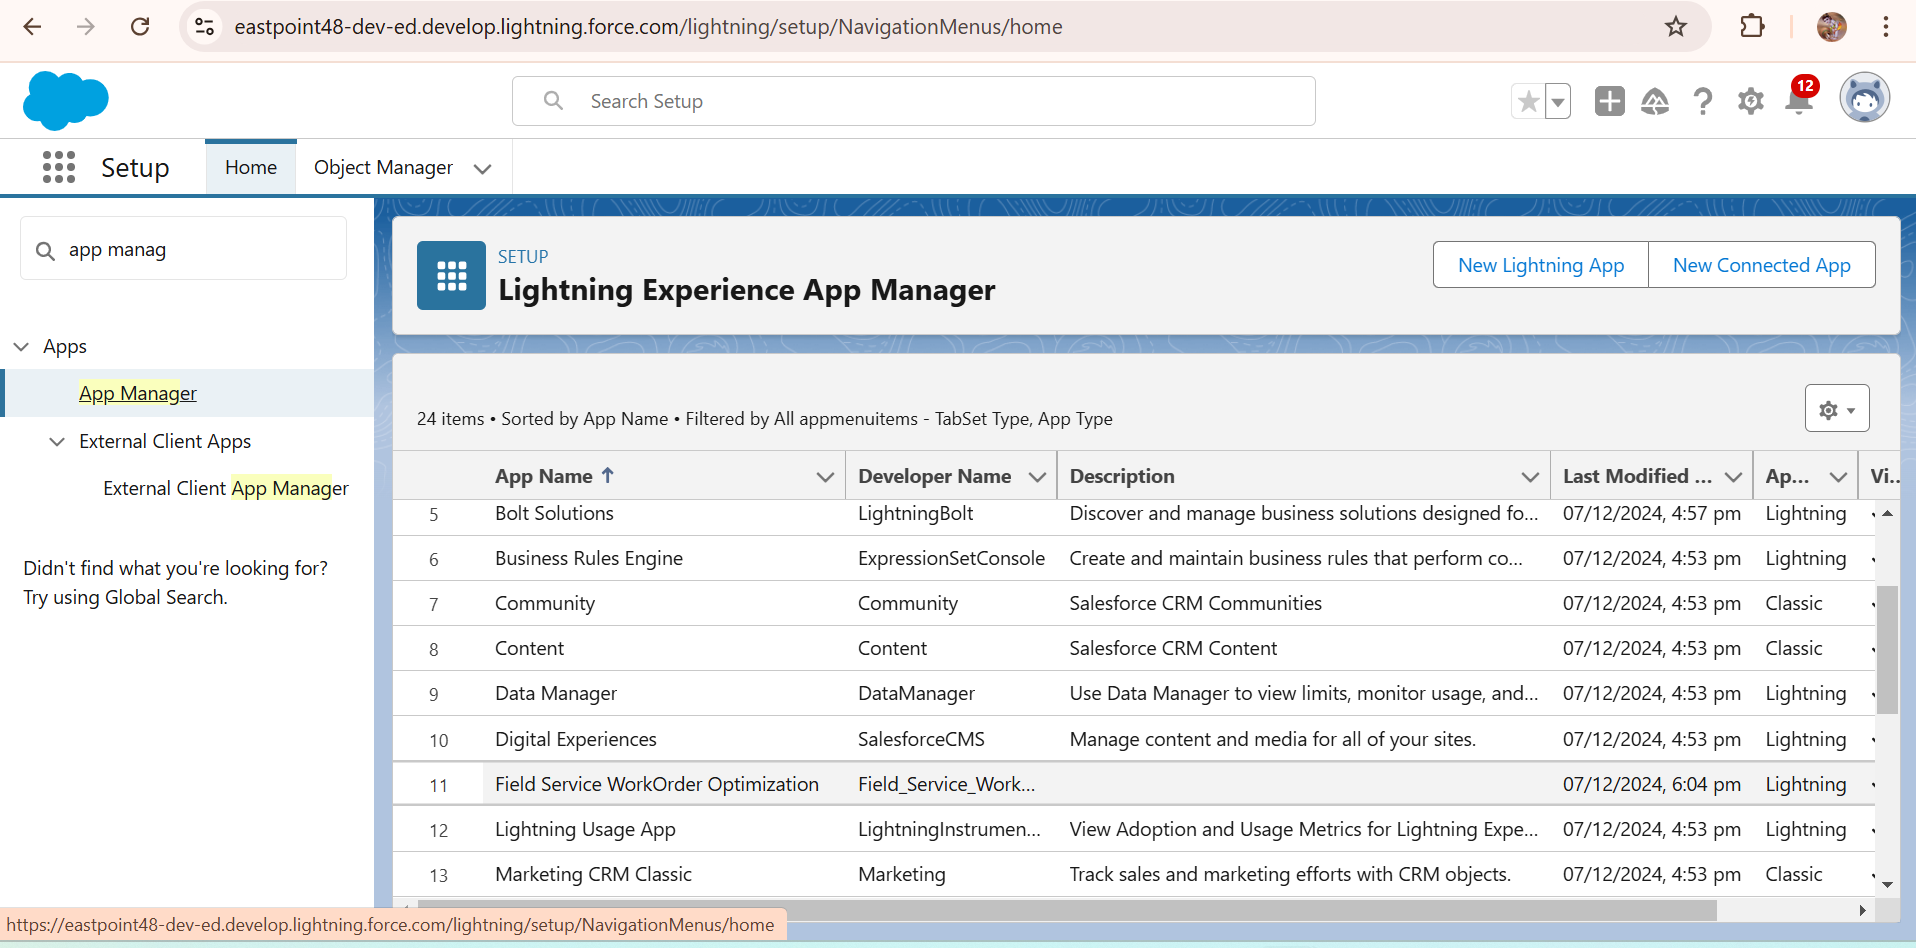 eastpoint48-dev-ed.develop.lightning.force.com/lightning/setup/NavigationMenus/home
Search Setup
12
Setup
Home
Object Manager
app manag
Apps
App Manager
External Client Apps
External Client App Manager
Didn't find what you're looking for?
Try using Global Search.
SETUP
Lightning Experience App Manager
New Lightning App
New Connected App
24 items • Sorted by App Name • Filtered by All appmenuitems - TabSet Type, App Type
App Name ↑ Developer Name Description Last Modified ... Ap... Vi...
5 Bolt Solutions LightningBolt Discover and manage business solutions designed fo... 07/12/2024, 4:57 pm Lightning
6 Business Rules Engine ExpressionSetConsole Create and maintain business rules that perform co... 07/12/2024, 4:53 pm Lightning
7 Community Community Salesforce CRM Communities 07/12/2024, 4:53 pm Classic
8 Content Content Salesforce CRM Content 07/12/2024, 4:53 pm Classic
9 Data Manager DataManager Use Data Manager to view limits, monitor usage, and... 07/12/2024, 4:53 pm Lightning
10 Digital Experiences SalesforceCMS Manage content and media for all of your sites. 07/12/2024, 4:53 pm Lightning
11 Field Service WorkOrder Optimization Field_Service_Work... 07/12/2024, 6:04 pm Lightning
12 Lightning Usage App LightningInstrumen... View Adoption and Usage Metrics for Lightning Expe... 07/12/2024, 4:53 pm Lightning
13 Marketing CRM Classic Marketing Track sales and marketing efforts with CRM objects. 07/12/2024, 4:53 pm Classic
https://eastpoint48-dev-ed.develop.lightning.force.com/lightning/setup/NavigationMenus/home